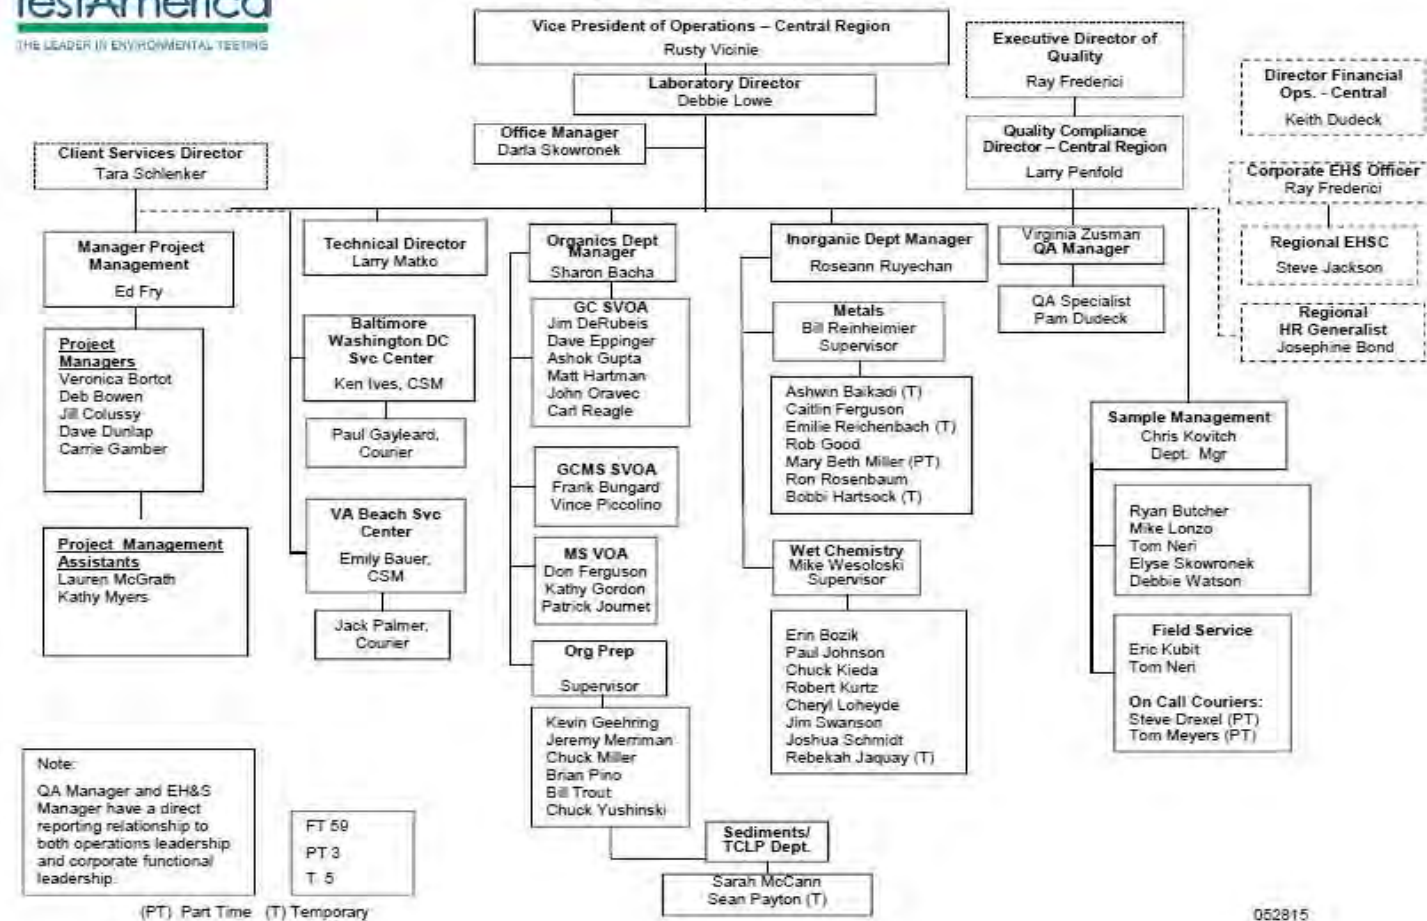 TestAmerica
THE LEADER IN ENVIRONMENTAL TESTING
Vice President of Operations – Central Region
Rusty Vicinie
Laboratory Director
Debbie Lowe
Office Manager
Darla Skowronek
Executive Director of
Quality
Ray Frederici
Quality Compliance
Director – Central Region
Larry Penfold
Director Financial
Ops. - Central
Keith Dudeck
Corporate EHS Officer
Ray Frederici
Regional EHSC
Steve Jackson
Regional
HR Generalist
Josephine Bond
Client Services Director
Tara Schlenker
Manager Project
Management
Ed Fry
Project
Managers
Veronica Bortot
Deb Bowen
Jill Colussy
Dave Dunlap
Carrie Gamber
Project Management
Assistants
Lauren McGrath
Kathy Myers
Technical Director
Larry Matko
Baltimore
Washington DC
Svc Center
Ken Ives, CSM
Paul Gayleard,
Courier
VA Beach Svc
Center
Emily Bauer,
CSM
Jack Palmer,
Courier
Organics Dept
Manager
Sharon Bacha
GC SVOA
Jim DeRubeis
Dave Eppinger
Ashok Gupta
Matt Hartman
John Oravec
Carl Reagle
GCMS SVOA
Frank Bungard
Vince Piccolino
MS VOA
Don Ferguson
Kathy Gordon
Patrick Journet
Org Prep
Supervisor
Kevin Geehring
Jeremy Merriman
Chuck Miller
Brian Pino
Bill Trout
Chuck Yushinski
Sediments/
TCLP Dept.
Sarah McCann
Sean Payton (T)
Inorganic Dept Manager
Roseann Ruyechan
Metals
Bill Reinheimier
Supervisor
Ashwin Baikadi (T)
Caitlin Ferguson
Emilie Reichenbach (T)
Rob Good
Mary Beth Miller (PT)
Ron Rosenbaum
Bobbi Hartsock (T)
Wet Chemistry
Mike Wesoloski
Supervisor
Erin Bozik
Paul Johnson
Chuck Kieda
Robert Kurtz
Cheryl Loheyde
Jim Swanson
Joshua Schmidt
Rebekah Jaquay (T)
Virginia Zusman
QA Manager
QA Specialist
Pam Dudeck
Sample Management
Chris Kovitch
Dept. Mgr
Ryan Butcher
Mike Lonzo
Tom Neri
Elyse Skowronek
Debbie Watson
Field Service
Eric Kubit
Tom Neri
On Call Couriers:
Steve Drexel (PT)
Tom Meyers (PT)
Note:
QA Manager and EH&S
Manager have a direct
reporting relationship to
both operations leadership
and corporate functional
leadership.
FT 59
PT 3
T 5
(PT) Part Time (T) Temporary
052815